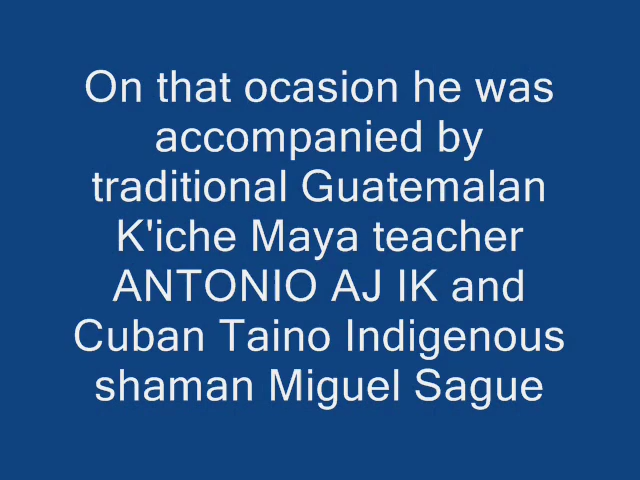 On that ocasion he was
accompanied by
traditional Guatemalan
K'iche Maya teacher
ANTONIO AJ IK and
Cuban Taino Indigenous
shaman Miguel Sague